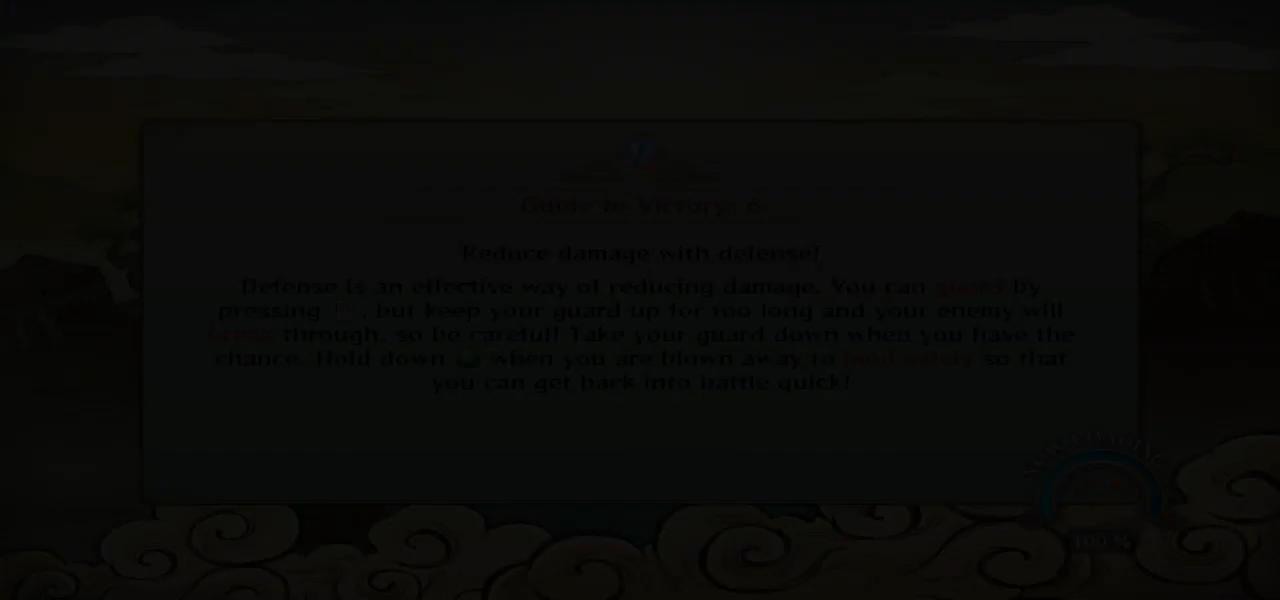 Guide to Victory: 6
Reduce damage with defense!
Defense is an effective way of reducing damage. You can guard by
pressing , but keep your guard up for too long and your enemy will
break through, so be careful! Take your guard down when you have the
chance. Hold down when you are blown away to land safely so that
you can get back into battle quick!
NOW LOADING
100 %